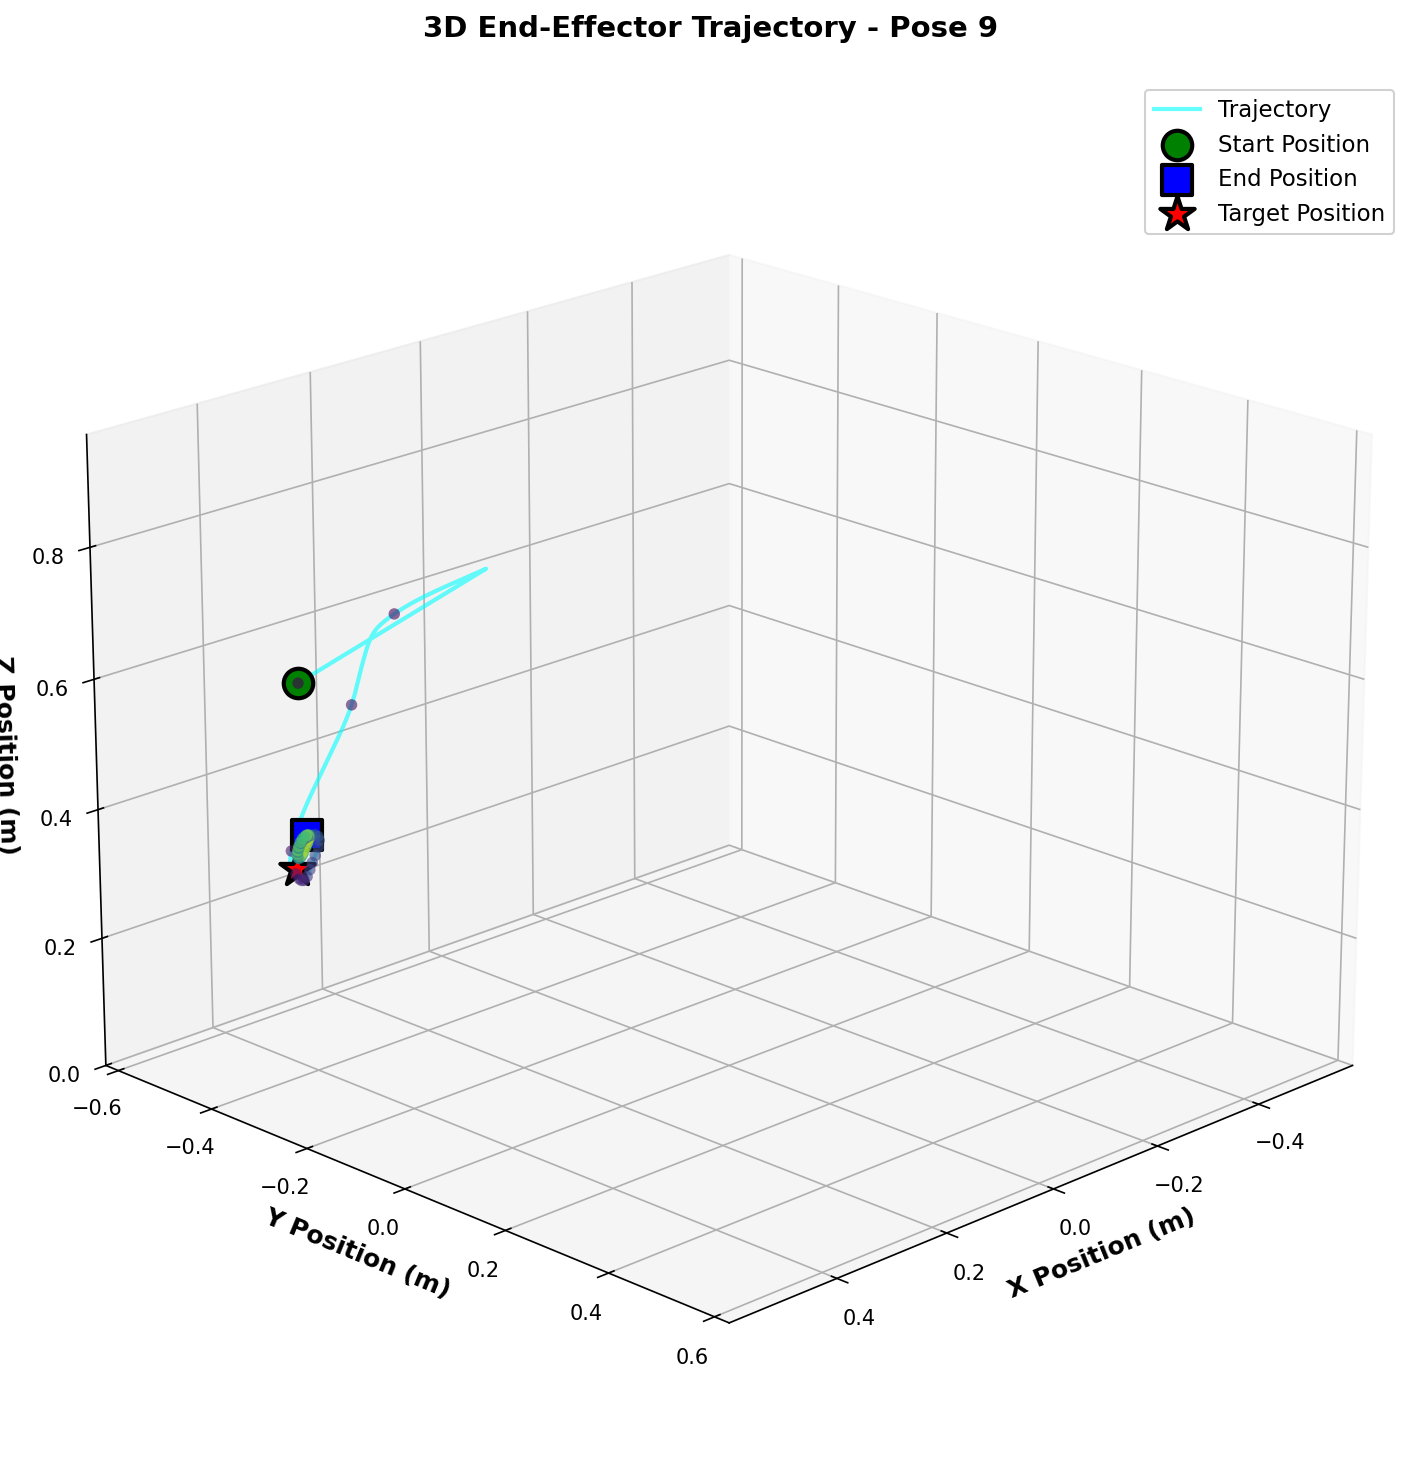 3D End-Effector Trajectory - Pose 9
Trajectory
Start Position
End Position
Target Position
0.8
0.6
0.4
0.2
0.0
Z Position (m)
−0.6
−0.4
−0.2
0.0
0.2
0.4
0.6
Y Position (m)
−0.4
−0.2
0.0
0.2
0.4
X Position (m)